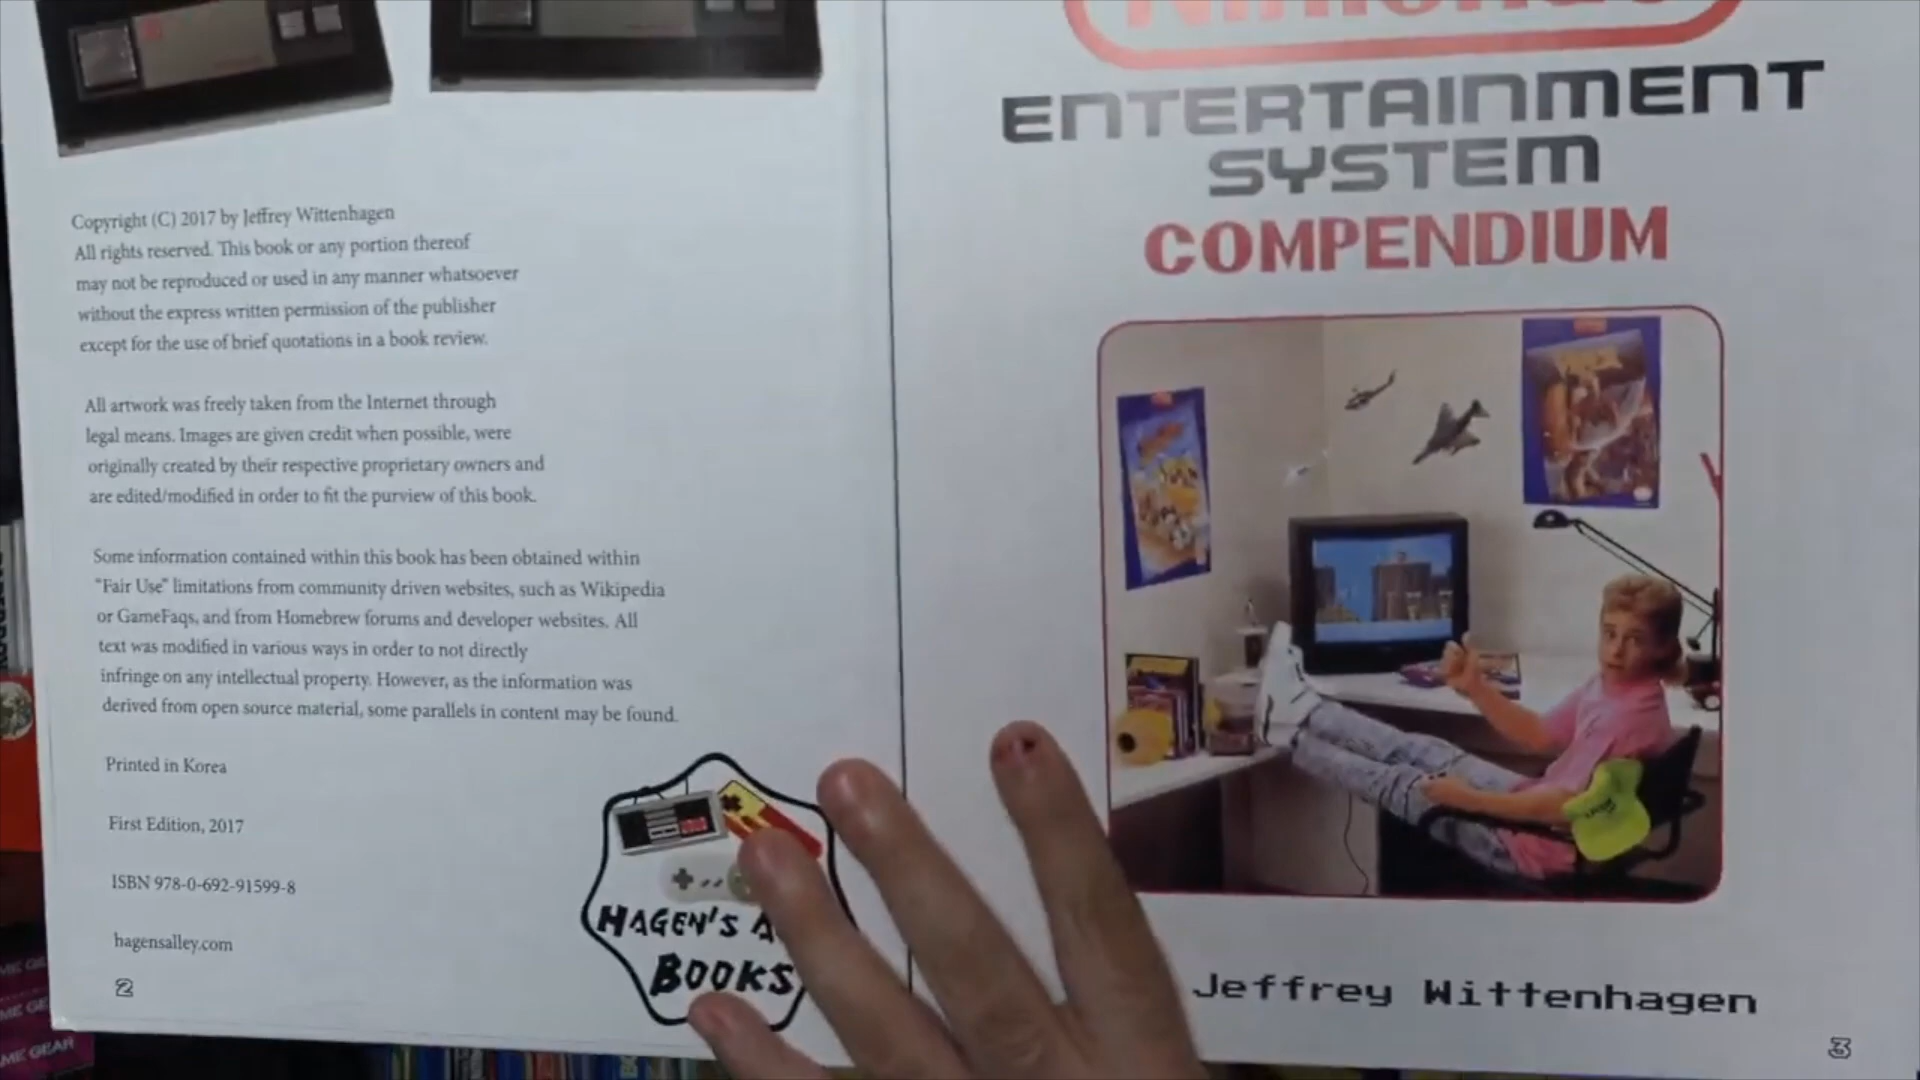 Copyright (C) 2017 by Jeffrey Wittenhagen
All rights reserved. This book or any portion thereof
may not be reproduced or used in any manner whatsoever
without the express written permission of the publisher
except for the use of brief quotations in a book review.
All artwork was freely taken from the Internet through
legal means. Images are given credit when possible, were
originally created by their respective proprietary owners and
are edited/modified in order to fit the purview of this book.
Some information contained within this book has been obtained within
"Fair Use" limitations from community driven websites, such as Wikipedia
or GameFaqs, and from Homebrew forums and developer websites. All
text was modified in various ways in order to not directly
infringe on any intellectual property. However, as the information was
derived from open source material, some parallels in content may be found.
Printed in Korea
First Edition, 2017
ISBN 978-0-692-91599-8
hagensalley.com
2
HAGEN'S
BOOKS
Nintendo
ENTERTAINMENT
SYSTEM
COMPENDIUM
Jeffrey Wittenhagen
3
GAME GEAR